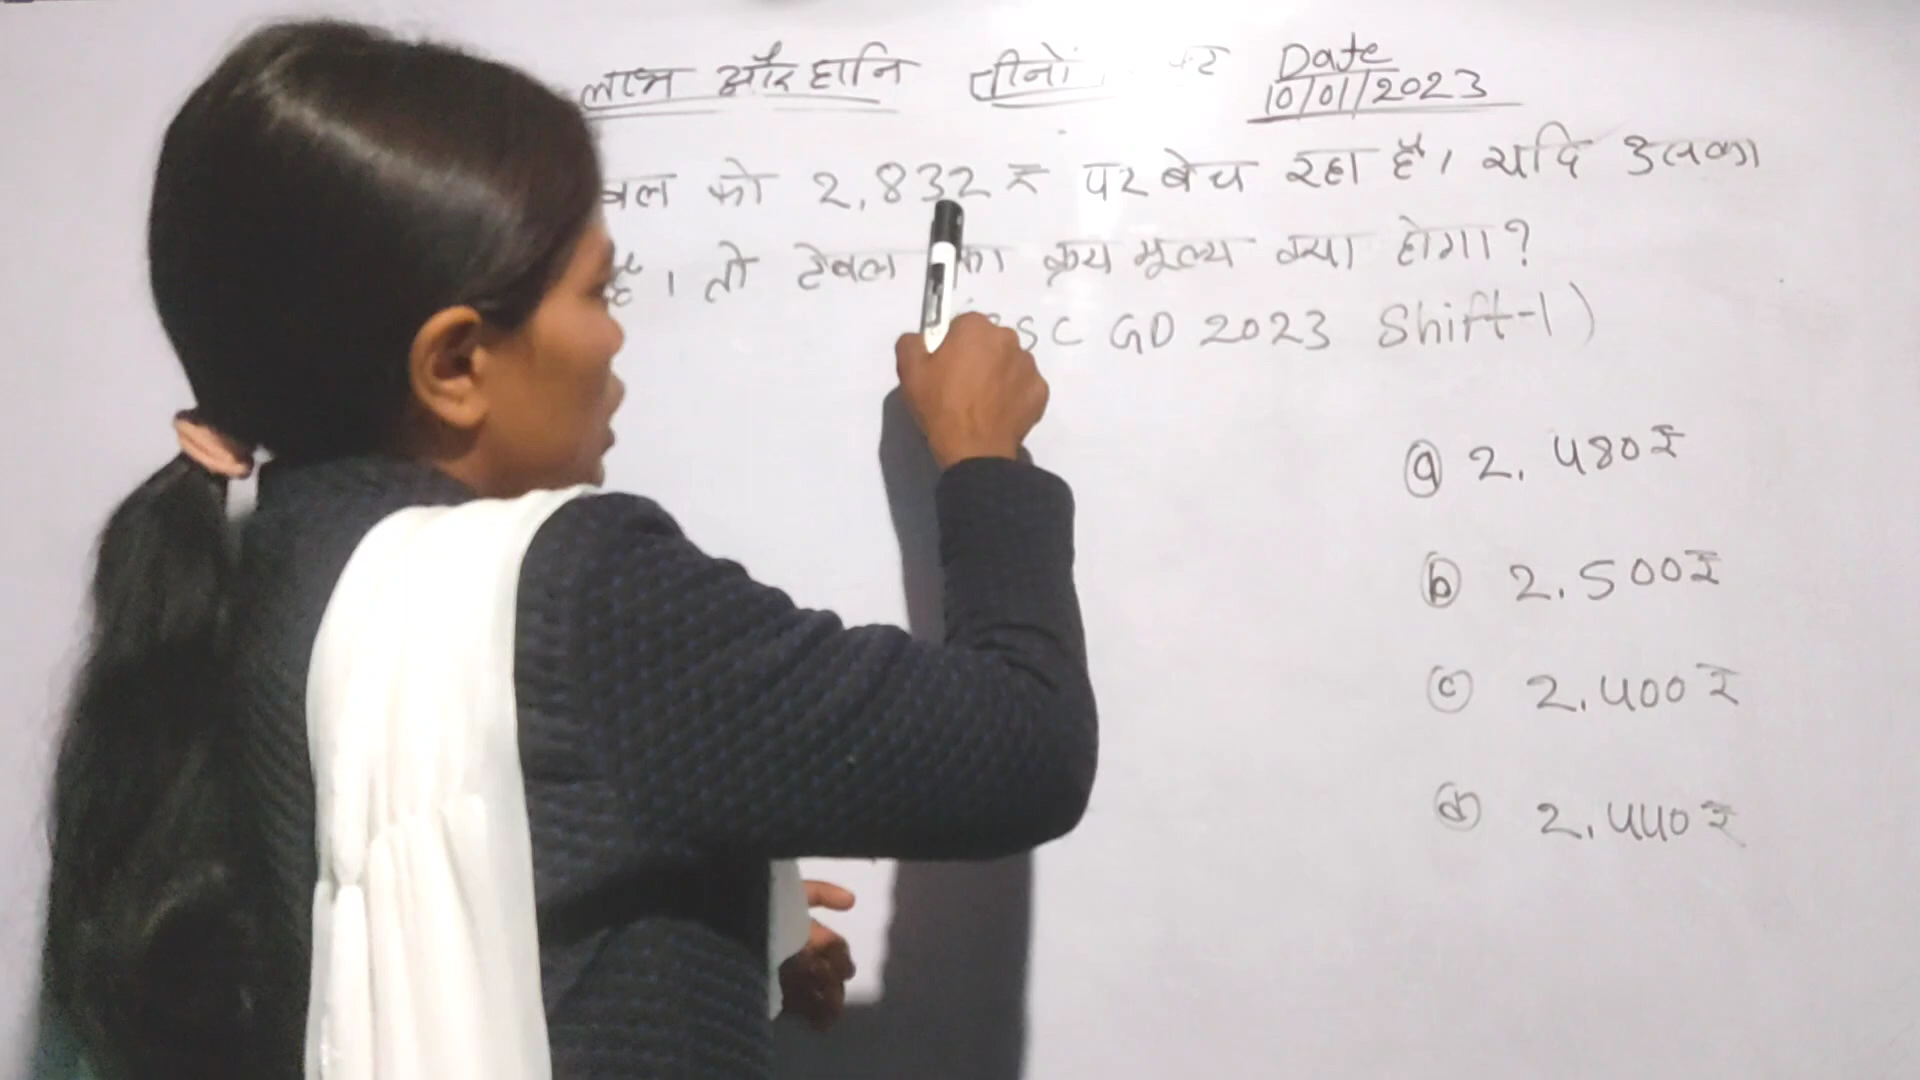 लाभ और हानि तीनों Date
10/01/2023
को 2,832 ₹ पर बेच रहा है। यदि उसका
है। तो टेबल का क्रय मूल्य क्या होगा?
GD 2023 Shift-1)
ⓐ 2. 480₹
ⓑ 2.500₹
ⓒ 2.400₹
ⓓ 2.440₹